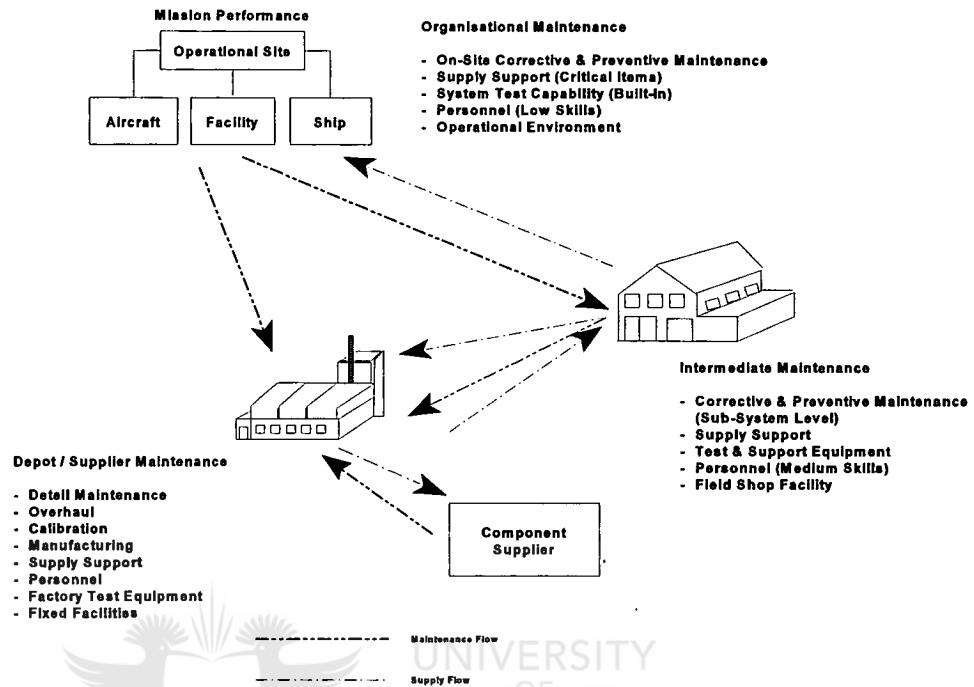 Mission Performance
Operational Site
Aircraft
Facility
Ship
Organisational Maintenance
- On-Site Corrective & Preventive Maintenance
- Supply Support (Critical Items)
- System Test Capability (Built-In)
- Personnel (Low Skills)
- Operational Environment
Intermediate Maintenance
- Corrective & Preventive Maintenance
(Sub-System Level)
- Supply Support
- Test & Support Equipment
- Personnel (Medium Skills)
- Field Shop Facility
Depot / Supplier Maintenance
- Detail Maintenance
- Overhaul
- Calibration
- Manufacturing
- Supply Support
- Personnel
- Factory Test Equipment
- Fixed Facilities
Component
Supplier
Maintenance Flow
Supply Flow
UNIVERSITY
OF